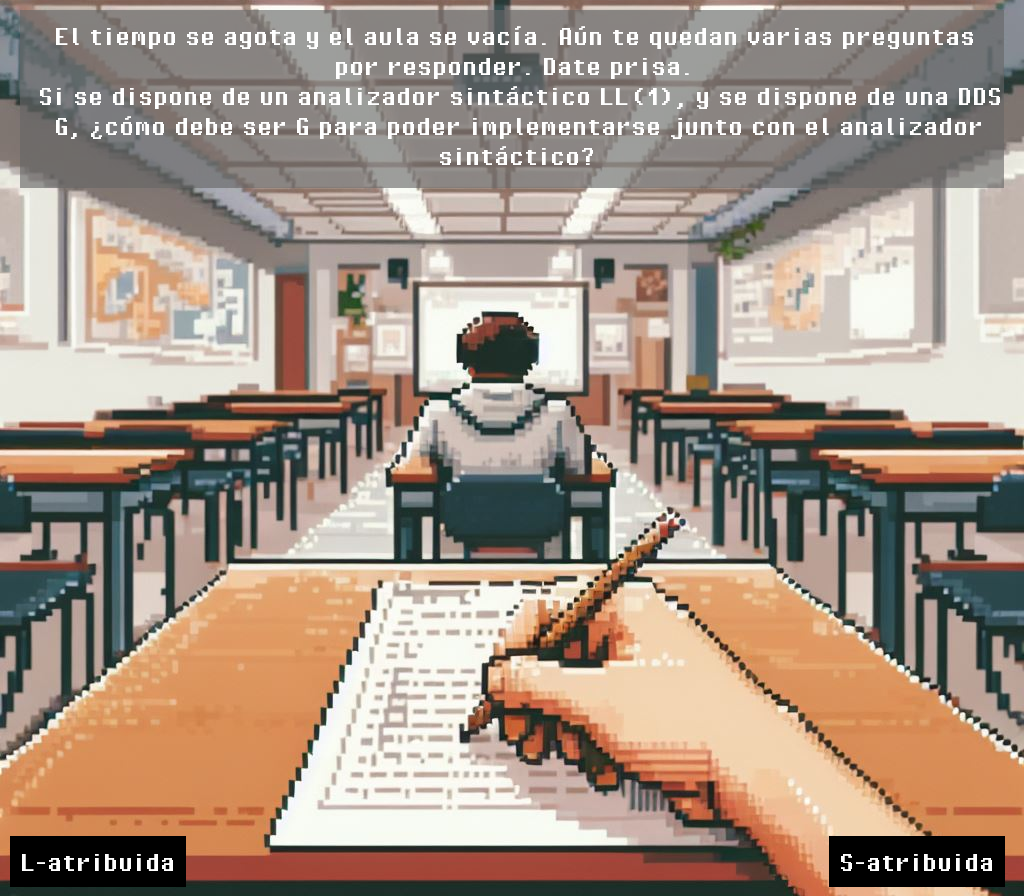 El tiempo se agota y el aula se vacía. Aún te quedan varias preguntas
por responder. Date prisa.
Si se dispone de un analizador sintáctico LL(1), y se dispone de una DDS
G, ¿cómo debe ser G para poder implementarse junto con el analizador
sintáctico?
L-atribuida
S-atribuida